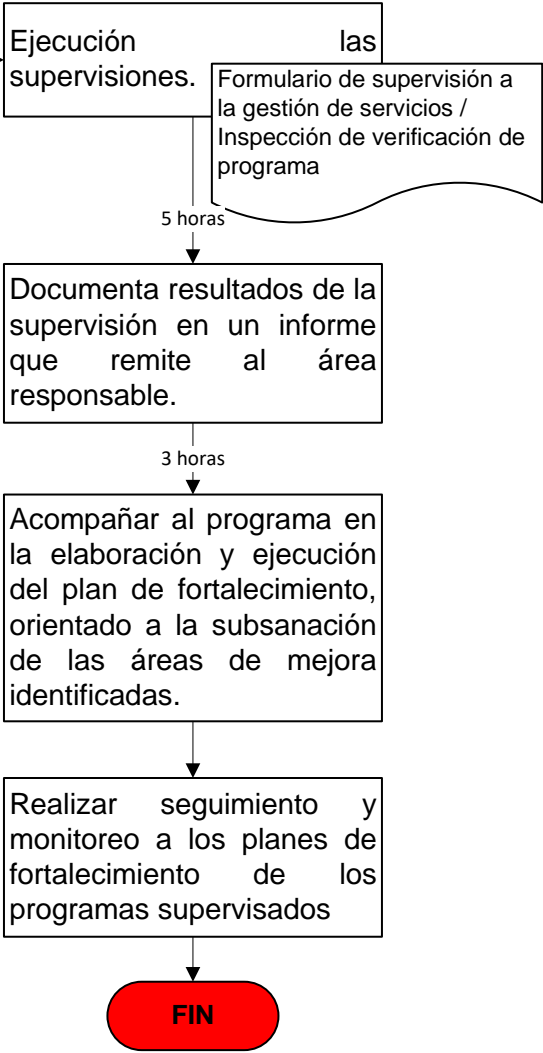 Ejecución las
supervisiones.
Formulario de supervisión a
la gestión de servicios /
Inspección de verificación de
programa
5 horas
Documenta resultados de la
supervisión en un informe
que remite al área
responsable.
3 horas
Acompañar al programa en
la elaboración y ejecución
del plan de fortalecimiento,
orientado a la subsanación
de las áreas de mejora
identificadas.
Realizar seguimiento y
monitoreo a los planes de
fortalecimiento de los
programas supervisados
FIN